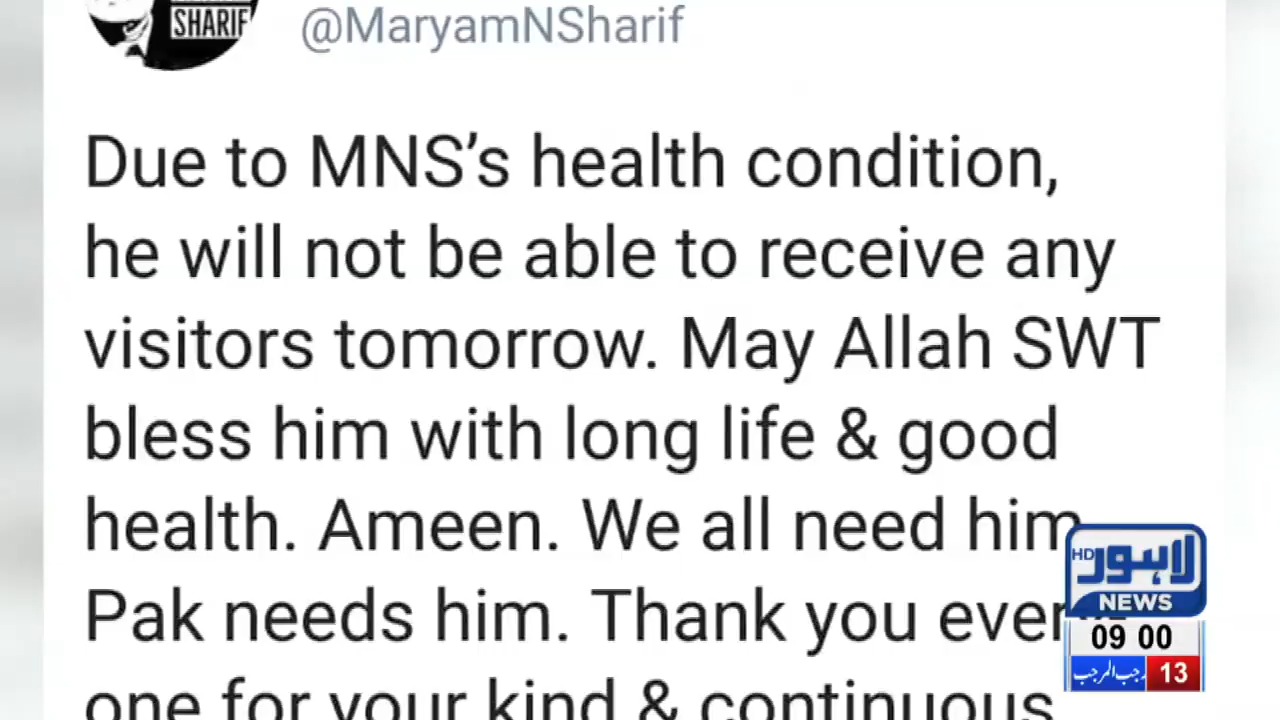 SHARIF
@MaryamNSharif
Due to MNS's health condition,
he will not be able to receive any
visitors tomorrow. May Allah SWT
bless him with long life & good
health. Ameen. We all need him
Pak needs him. Thank you ever
one for your kind & continuous
HD لاہور
NEWS
09 00
رجب المرجب 13